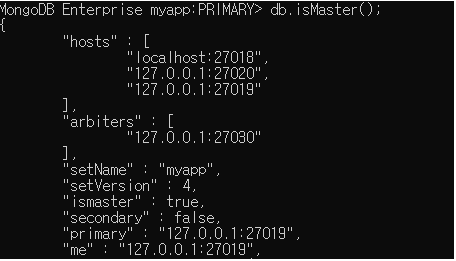 MongoDB Enterprise myapp:PRIMARY> db.isMaster();
{
        "hosts" : [
                "localhost:27018",
                "127.0.0.1:27020",
                "127.0.0.1:27019"
        ],
        "arbiters" : [
                "127.0.0.1:27030"
        ],
        "setName" : "myapp",
        "setVersion" : 4,
        "ismaster" : true,
        "secondary" : false,
        "primary" : "127.0.0.1:27019",
        "me" : "127.0.0.1:27019",